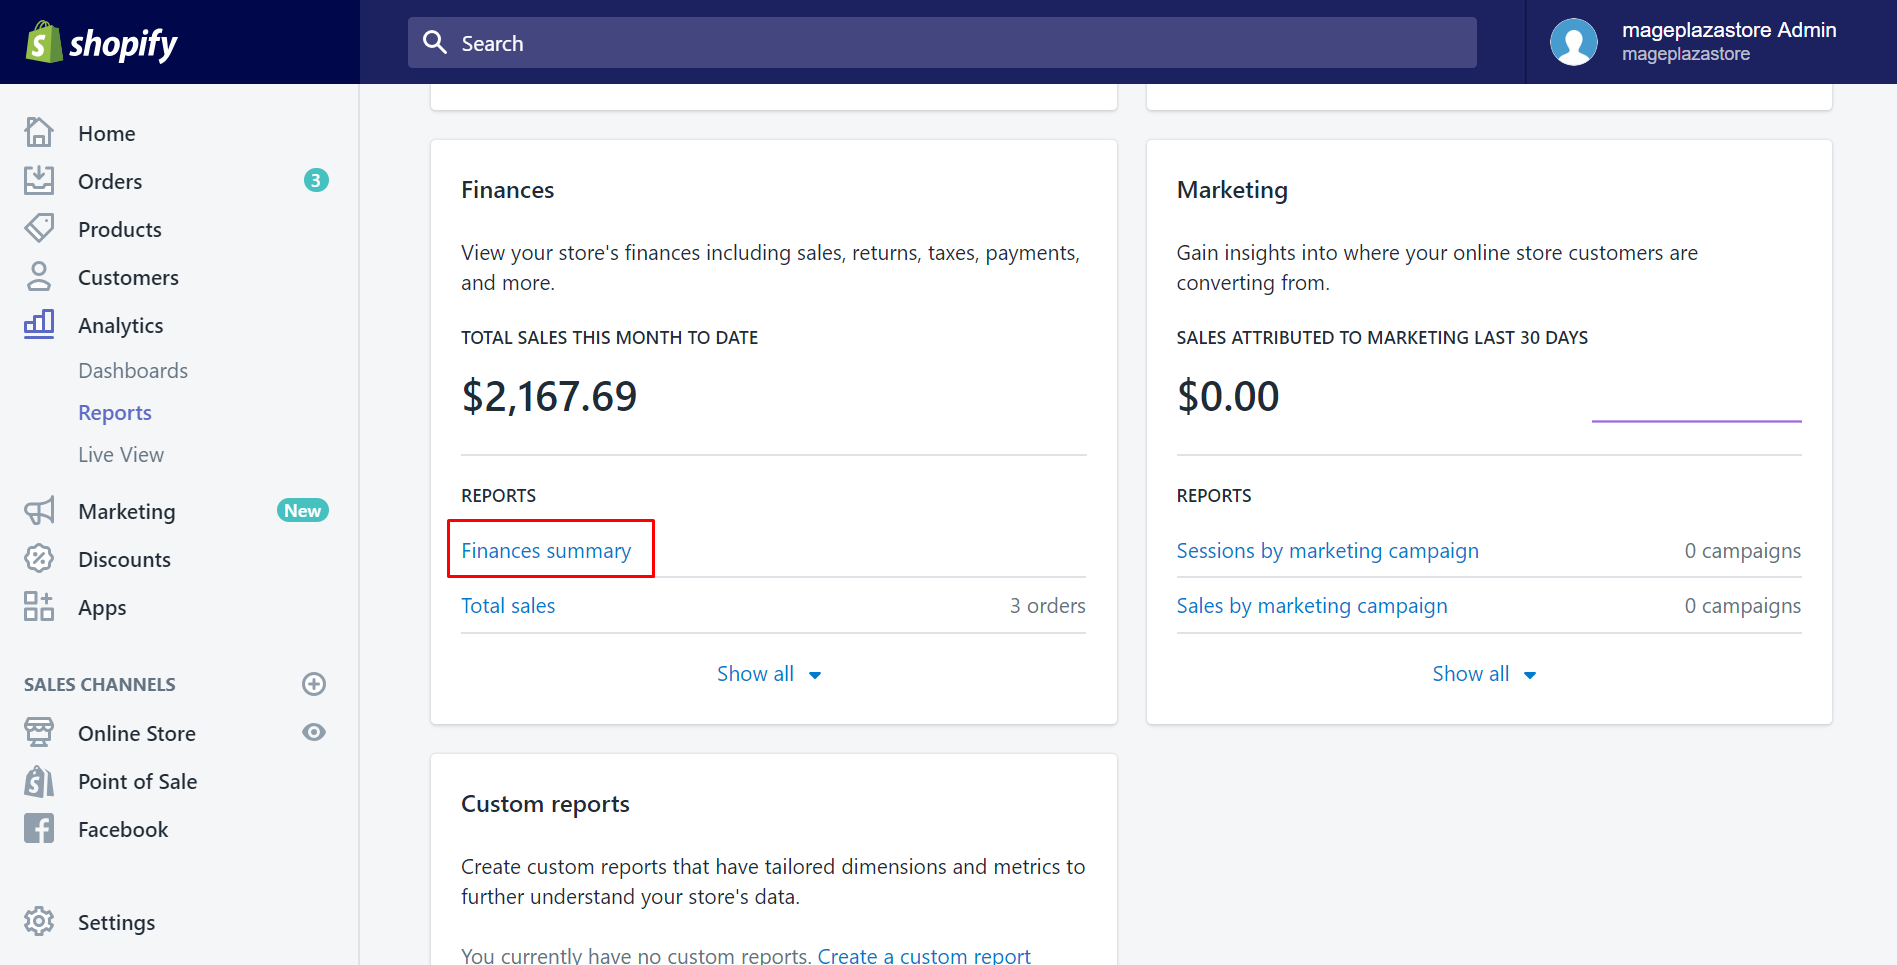 shopify
Search
mageplazastore Admin
mageplazastore
Home
Orders
3
Products
Customers
Analytics
Dashboards
Reports
Live View
Marketing
New
Discounts
Apps
SALES CHANNELS
Online Store
Point of Sale
Facebook
Settings
Finances
View your store's finances including sales, returns, taxes, payments,
and more.
TOTAL SALES THIS MONTH TO DATE
$2,167.69
REPORTS
Finances summary
Total sales
3 orders
Show all
Marketing
Gain insights into where your online store customers are
converting from.
SALES ATTRIBUTED TO MARKETING LAST 30 DAYS
$0.00
REPORTS
Sessions by marketing campaign
0 campaigns
Sales by marketing campaign
0 campaigns
Show all
Custom reports
Create custom reports that have tailored dimensions and metrics to
further understand your store's data.
You currently have no custom reports. Create a custom report